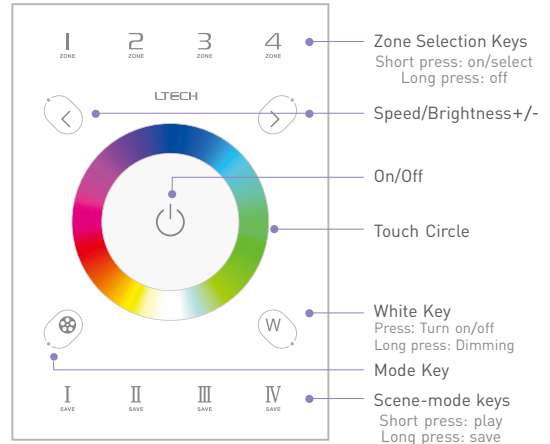 1 2 3 4
ZONE ZONE ZONE ZONE
Zone Selection Keys
Short press: on/select
Long press: off
LTECH
Speed/Brightness+/-
On/Off
Touch Circle
W
White Key
Press: Turn on/off
Long press: Dimming
Mode Key
I II III IV
SAVE SAVE SAVE SAVE
Scene-mode keys
Short press: play
Long press: save